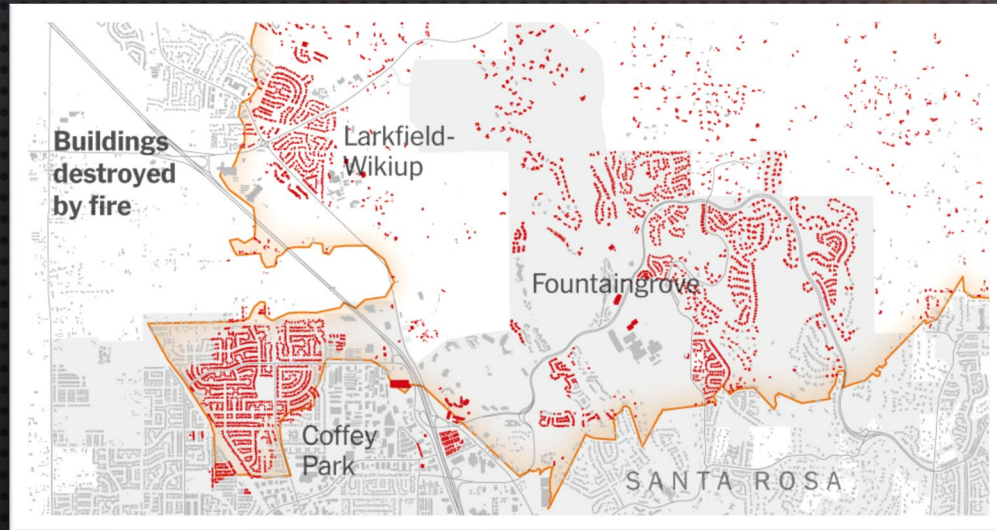 Buildings
destroyed
by fire
Larkfield-
Wikiup
Fountaingrove
Coffey
Park
SANTA ROSA